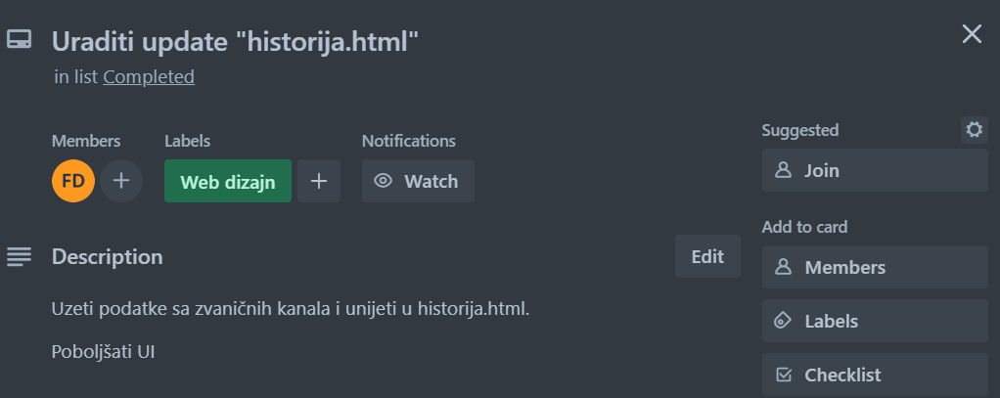 Uraditi update "historija.html"
in list Completed
Members
Labels
Notifications
FD
Web dizajn
Watch
Suggested
Join
Add to card
Members
Labels
Checklist
Description
Edit
Uzeti podatke sa zvaničnih kanala i unijeti u historija.html.
Poboljšati UI